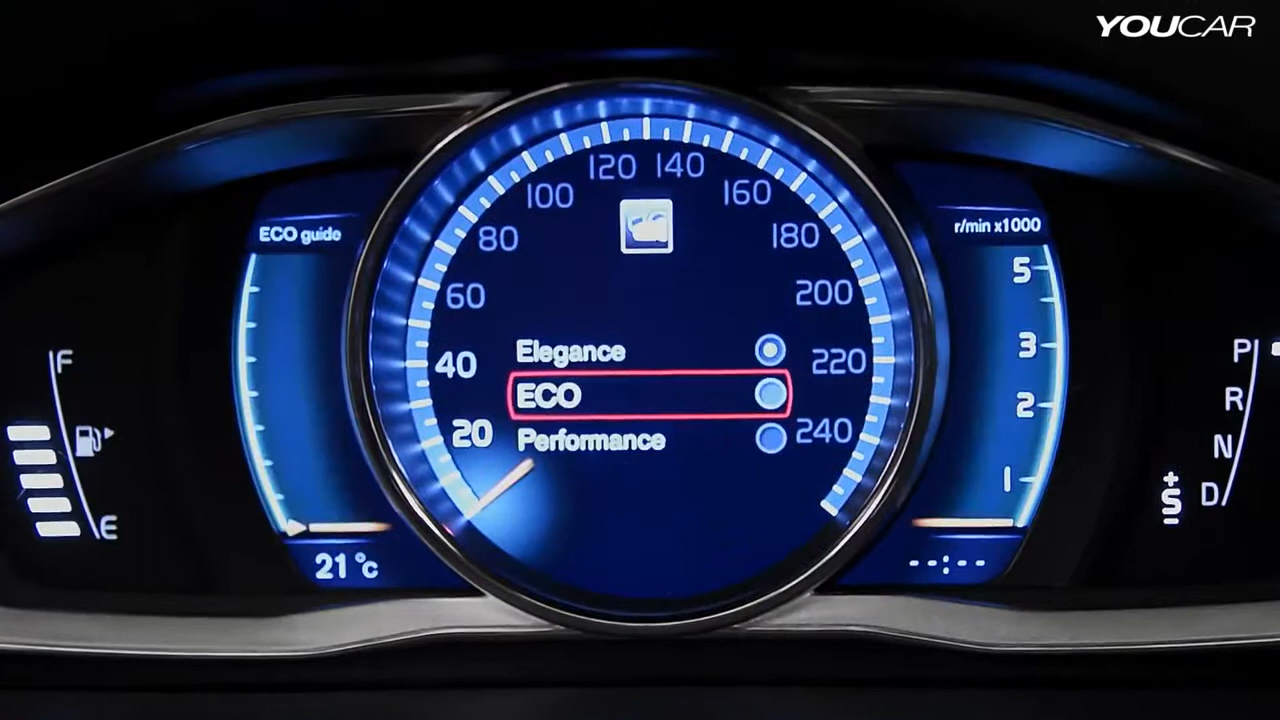 YOUCAR
ECO guide
F
E
21 °C
20
40
60
80
100
120
140
160
180
200
220
240
Elegance
ECO
Performance
r/min x1000
5
3
2
1
--:--
P
R
N
D
+
S
-